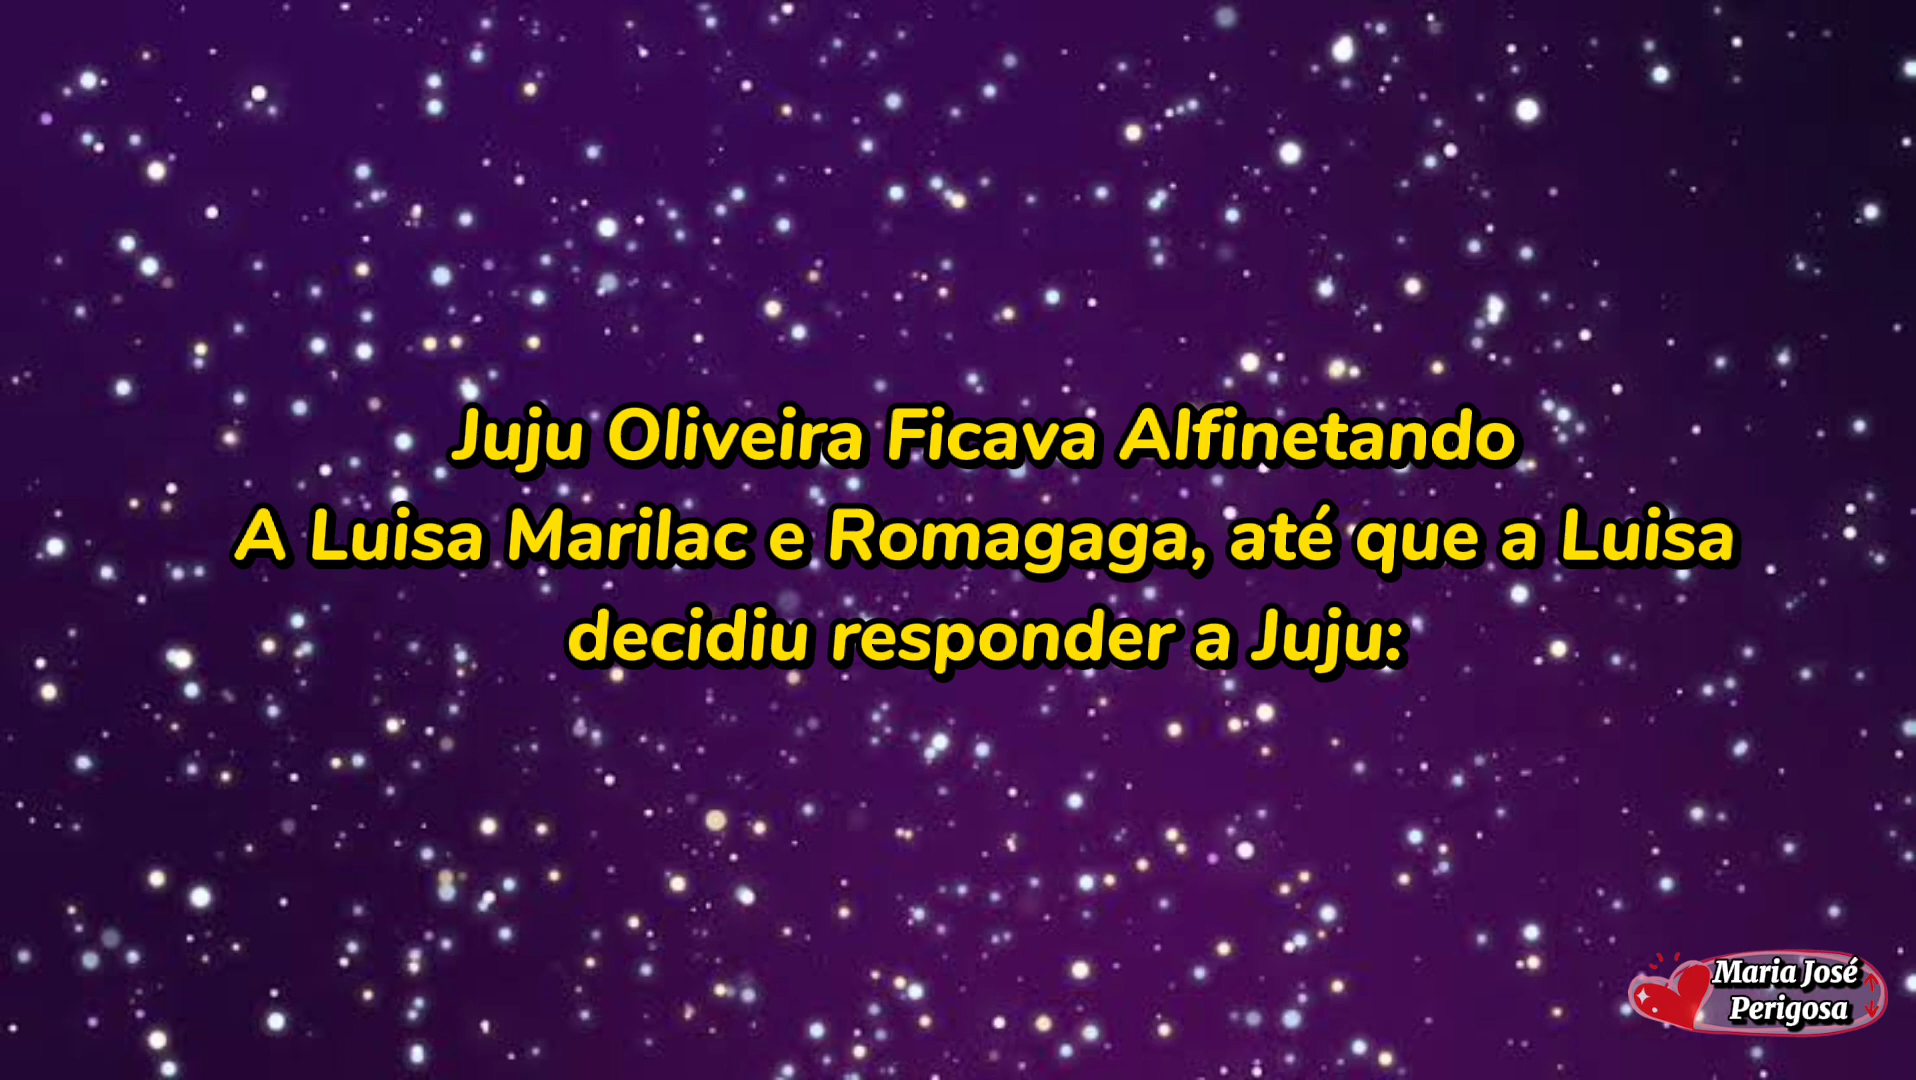 Juju Oliveira Ficava Alfinetando
A Luisa Marilac e Romagaga, até que a Luisa
decidiu responder a Juju:
Maria José
Perigosa